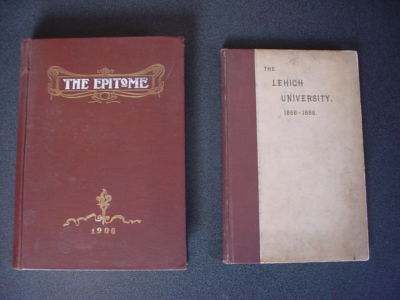 THE EPITOME
1906
THE
LEHIGH
UNIVERSITY.
1866-1886.